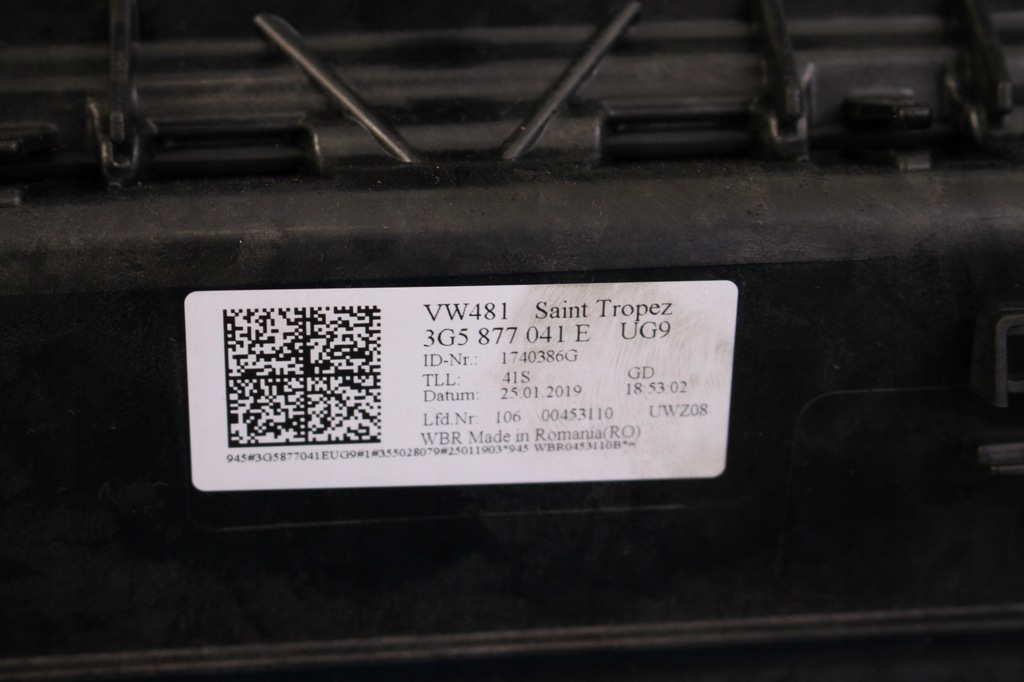 VW481 Saint Tropez
3G5 877 041 E UG9
ID-Nr.: 1740386G
TLL: 41S GD
Datum: 25.01.2019 18:53:02
Lfd.Nr: 106 00453110 UWZ08
WBR Made in Romania(RO)
945#3G5877041EUG9#1#355028079#25011903*945 WBR0453110B*=